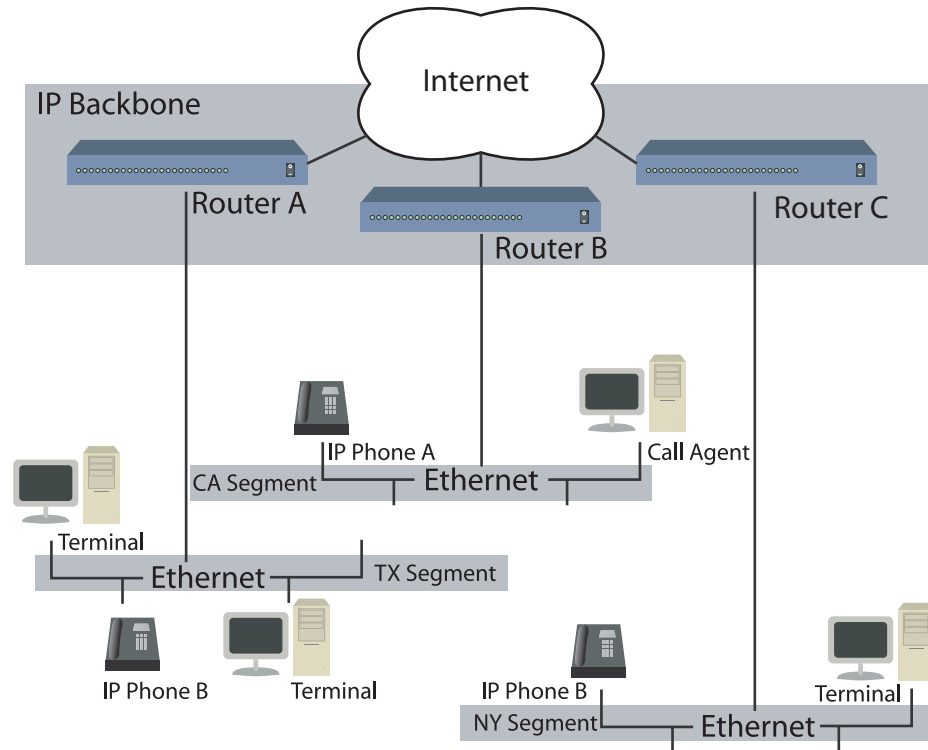 Internet
IP Backbone
Router A
Router B
Router C
IP Phone A
Call Agent
CA Segment
Ethernet
Terminal
Ethernet
TX Segment
IP Phone B
Terminal
IP Phone B
Terminal
NY Segment
Ethernet